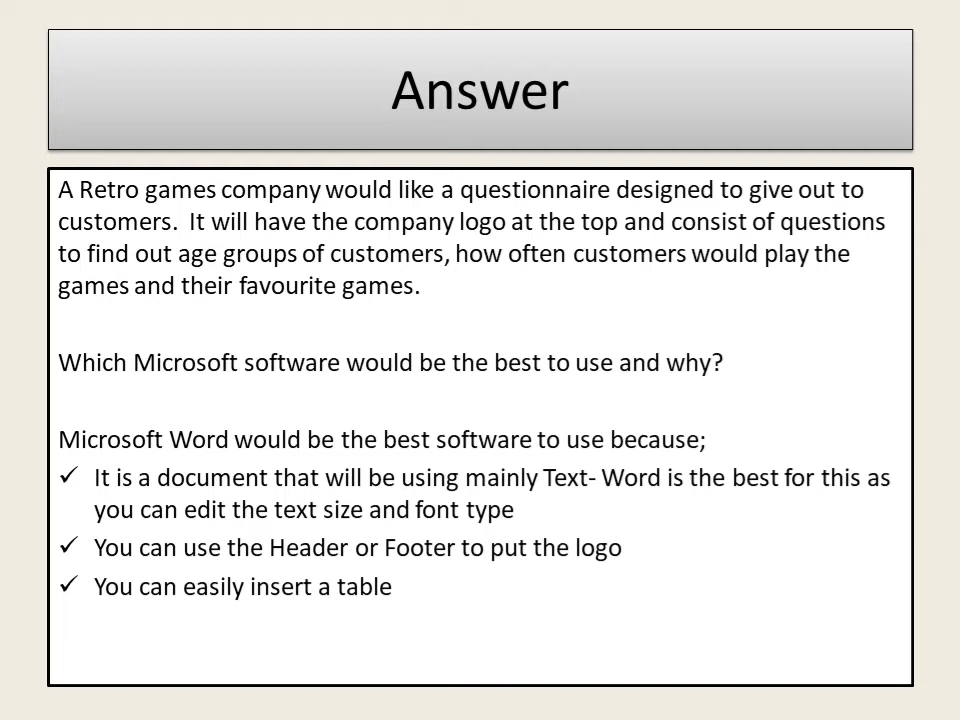 Answer
A Retro games company would like a questionnaire designed to give out to
customers.  It will have the company logo at the top and consist of questions
to find out age groups of customers, how often customers would play the
games and their favourite games.
Which Microsoft software would be the best to use and why?
Microsoft Word would be the best software to use because;
✓ It is a document that will be using mainly Text- Word is the best for this as
you can edit the text size and font type
✓ You can use the Header or Footer to put the logo
✓ You can easily insert a table